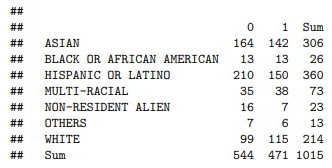 ##
## 0 1 Sum
## ASIAN 164 142 306
## BLACK OR AFRICAN AMERICAN 13 13 26
## HISPANIC OR LATINO 210 150 360
## MULTI-RACIAL 35 38 73
## NON-RESIDENT ALIEN 16 7 23
## OTHERS 7 6 13
## WHITE 99 115 214
## Sum 544 471 1015